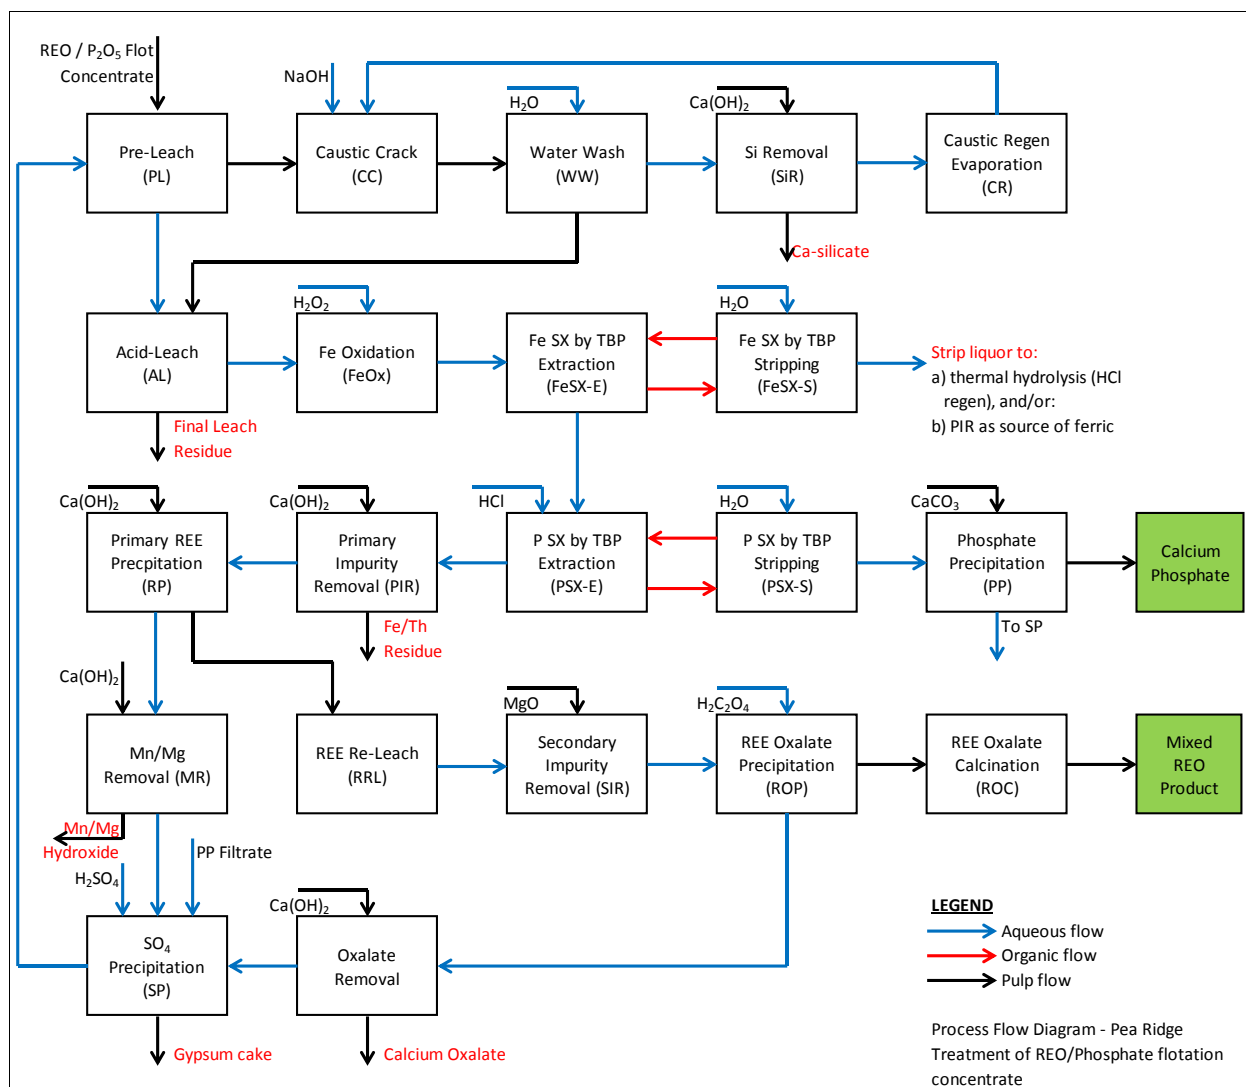 REO / P₂O₅ Flot
Concentrate
NaOH
H₂O
Ca(OH)₂
Pre-Leach
(PL)
Caustic Crack
(CC)
Water Wash
(WW)
Si Removal
(SiR)
Caustic Regen
Evaporation
(CR)
Ca-silicate
H₂O₂
H₂O
Acid-Leach
(AL)
Fe Oxidation
(FeOx)
Fe SX by TBP
Extraction
(FeSX-E)
Fe SX by TBP
Stripping
(FeSX-S)
Strip liquor to:
a) thermal hydrolysis (HCl
regen), and/or:
b) PIR as source of ferric
Final Leach
Residue
Ca(OH)₂
Ca(OH)₂
HCl
H₂O
CaCO₃
Primary REE
Precpitation
(RP)
Primary
Impurity
Removal (PIR)
P SX by TBP
Extraction
(PSX-E)
P SX by TBP
Stripping
(PSX-S)
Phosphate
Precipitation
(PP)
Calcium
Phosphate
Fe/Th
Residue
To SP
Ca(OH)₂
MgO
H₂C₂O₄
Mn/Mg
Removal (MR)
REE Re-Leach
(RRL)
Secondary
Impurity
Removal (SIR)
REE Oxalate
Precipitation
(ROP)
REE Oxalate
Calcination
(ROC)
Mixed
REO
Product
Mn/Mg
Hydroxide
PP Filtrate
H₂SO₄
Ca(OH)₂
SO₄
Precipitation
(SP)
Oxalate
Removal
Gypsum cake
Calcium Oxalate
LEGEND
Aqueous flow
Organic flow
Pulp flow
Process Flow Diagram - Pea Ridge
Treatment of REO/Phosphate flotation
concentrate